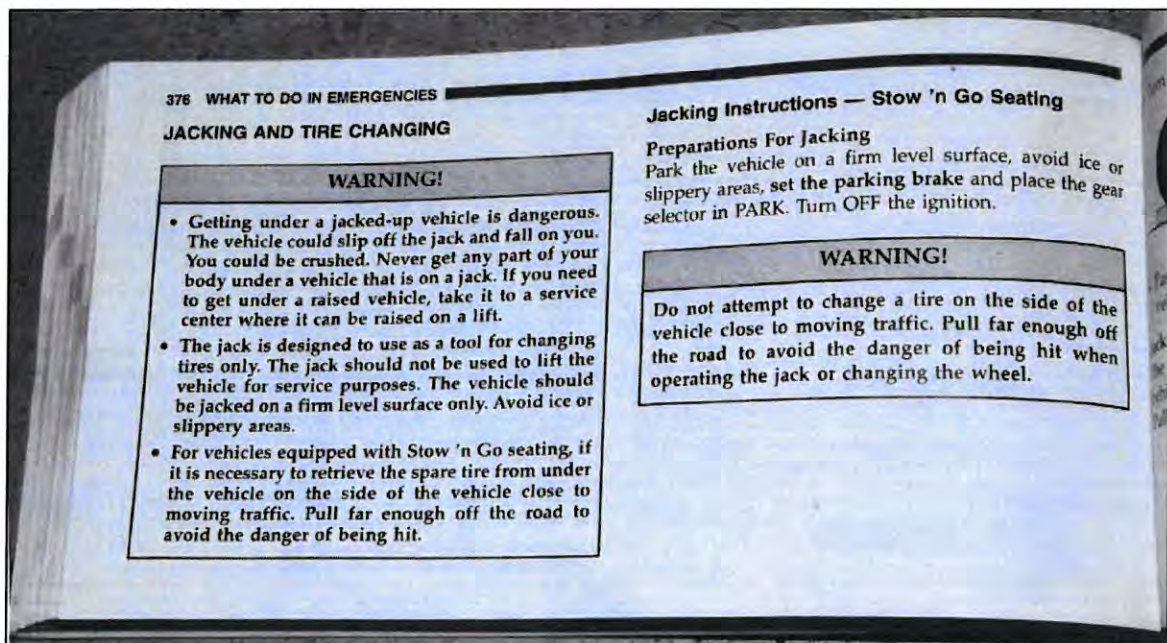 376 WHAT TO DO IN EMERGENCIES
JACKING AND TIRE CHANGING
WARNING!
• Getting under a jacked-up vehicle is dangerous.
The vehicle could slip off the jack and fall on you.
You could be crushed. Never get any part of your
body under a vehicle that is on a jack. If you need
to get under a raised vehicle, take it to a service
center where it can be raised on a lift.
• The jack is designed to use as a tool for changing
tires only. The jack should not be used to lift the
vehicle for service purposes. The vehicle should
be jacked on a firm level surface only. Avoid ice or
slippery areas.
• For vehicles equipped with Stow 'n Go seating, if
it is necessary to retrieve the spare tire from under
the vehicle on the side of the vehicle close to
moving traffic. Pull far enough off the road to
avoid the danger of being hit.
Jacking Instructions — Stow 'n Go Seating
Preparations For Jacking
Park the vehicle on a firm level surface, avoid ice or
slippery areas, set the parking brake and place the gear
selector in PARK. Turn OFF the ignition.
WARNING!
Do not attempt to change a tire on the side of the
vehicle close to moving traffic. Pull far enough off
the road to avoid the danger of being hit when
operating the jack or changing the wheel.